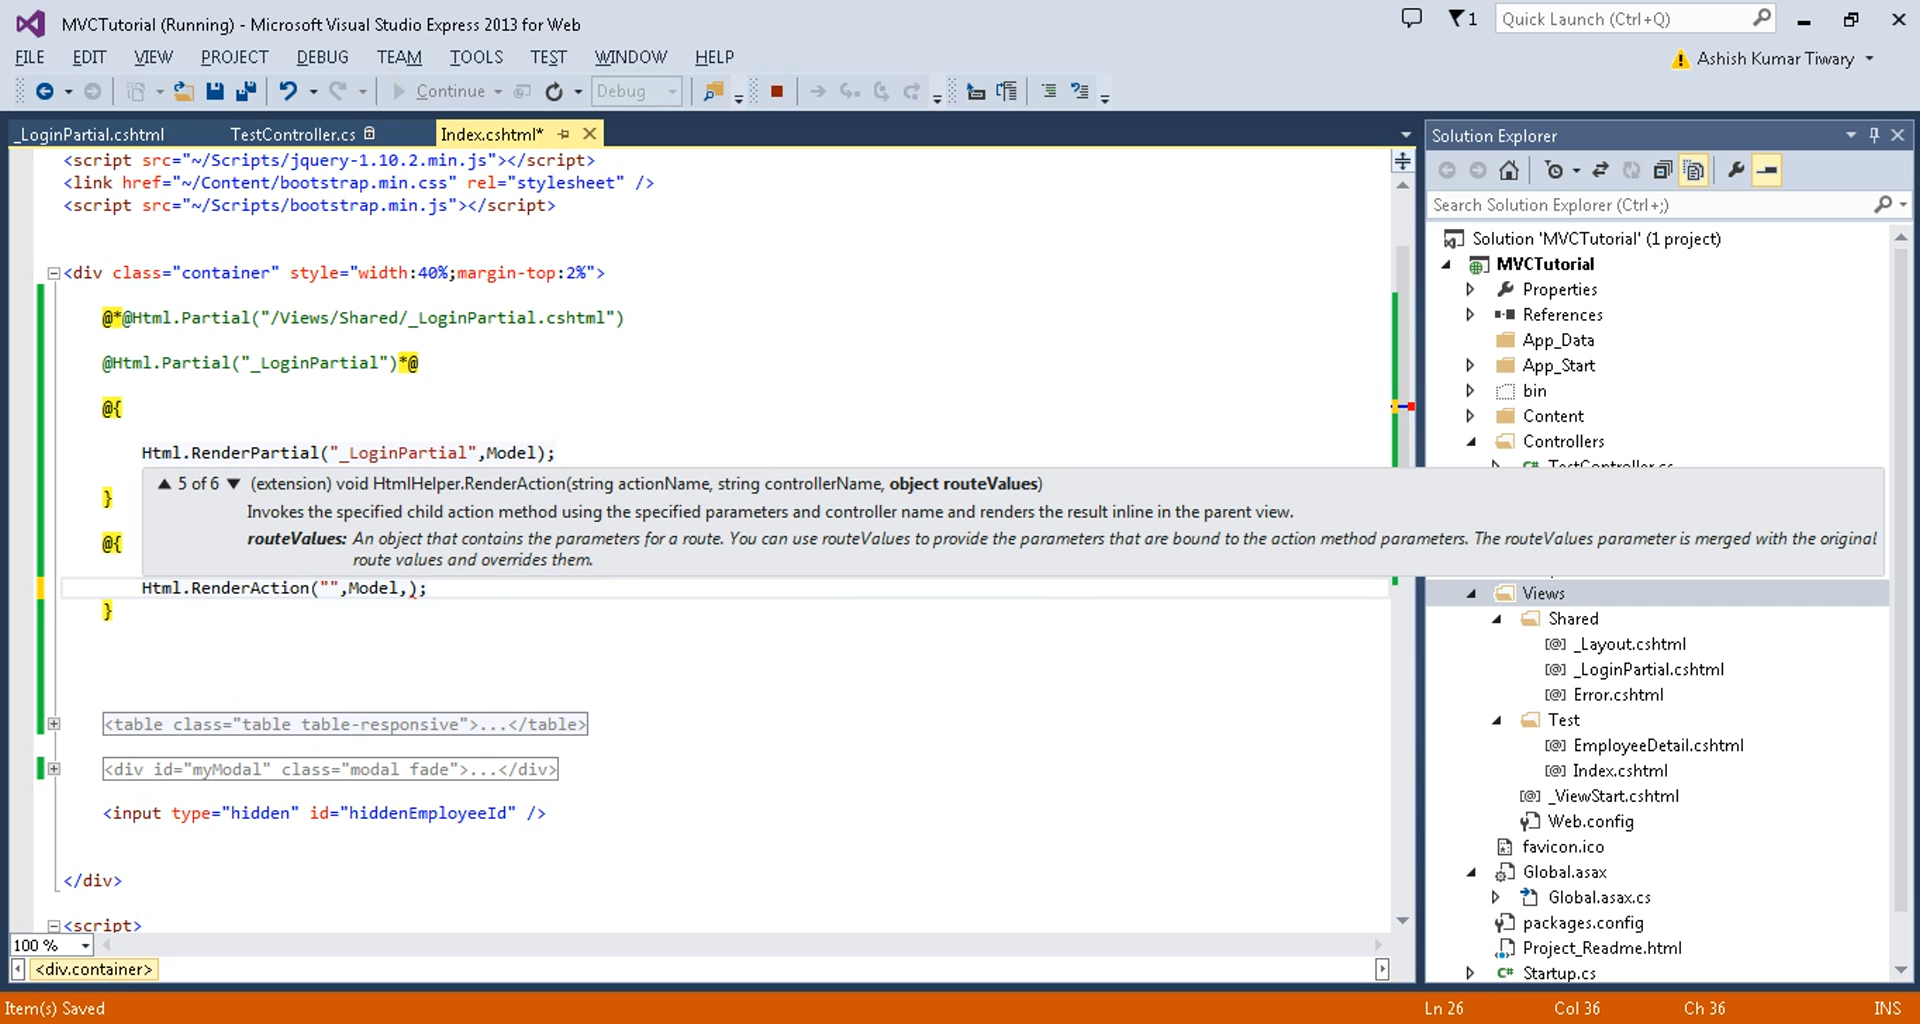 MVCTutorial (Running) - Microsoft Visual Studio Express 2013 for Web
1
Quick Launch (Ctrl+Q)
FILE EDIT VIEW PROJECT DEBUG TEAM TOOLS TEST WINDOW HELP
Ashish Kumar Tiwary
Continue
Debug
_LoginPartial.cshtml TestController.cs Index.cshtml*
<script src="~/Scripts/jquery-1.10.2.min.js"></script>
<link href="~/Content/bootstrap.min.css" rel="stylesheet" />
<script src="~/Scripts/bootstrap.min.js"></script>
<div class="container" style="width:40%;margin-top:2%">
@*@Html.Partial("/Views/Shared/_LoginPartial.cshtml")
@Html.Partial("_LoginPartial")*@
@{
Html.RenderPartial("_LoginPartial",Model);
5 of 6 (extension) void HtmlHelper.RenderAction(string actionName, string controllerName, object routeValues)
Invokes the specified child action method using the specified parameters and controller name and renders the result inline in the parent view.
routeValues: An object that contains the parameters for a route. You can use routeValues to provide the parameters that are bound to the action method parameters. The routeValues parameter is merged with the original
route values and overrides them.
}
@{
Html.RenderAction("",Model,);
}
<table class="table table-responsive">...</table>
<div id="myModal" class="modal fade">...</div>
<input type="hidden" id="hiddenEmployeeId" />
</div>
<script>
100 %
<div.container>
Solution Explorer
Search Solution Explorer (Ctrl+;)
Solution 'MVCTutorial' (1 project)
MVCTutorial
Properties
References
App_Data
App_Start
bin
Content
Controllers
C# TestController.cs
Views
Shared
[@] _Layout.cshtml
[@] _LoginPartial.cshtml
[@] Error.cshtml
Test
[@] EmployeeDetail.cshtml
[@] Index.cshtml
[@] _ViewStart.cshtml
Web.config
favicon.ico
Global.asax
Global.asax.cs
packages.config
Project_Readme.html
C# Startup.cs
Item(s) Saved
Ln 26 Col 36 Ch 36 INS